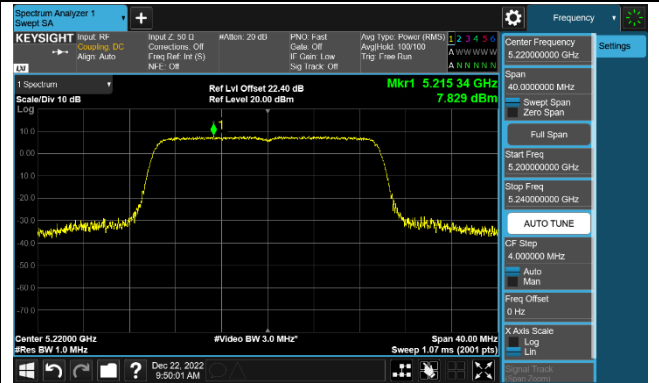 Spectrum Analyzer 1
Swept SA
Frequency
KEYSIGHT
Input: RF
Coupling: DC
Align: Auto
Input Z: 50 Ω
Corrections: Off
Freq Ref: Int (S)
NFE: Off
#Atten: 20 dB
PNO: Fast
Gate: Off
IF Gain: Low
Sig Track: Off
Avg Type: Power (RMS)
Avg|Hold: 100/100
Trig: Free Run
1 2 3 4 5 6
A W W W W W
A N N N N N
LXI
Center Frequency
5.220000000 GHz
Settings
Span
40.0000000 MHz
Swept Span
Zero Span
Full Span
Start Freq
5.200000000 GHz
Stop Freq
5.240000000 GHz
AUTO TUNE
CF Step
4.000000 MHz
Auto
Man
Freq Offset
0 Hz
X Axis Scale
Log
Lin
Signal Track
(Span Zoom)
1 Spectrum
Scale/Div 10 dB
Log
Ref Lvl Offset 22.40 dB
Ref Level 20.00 dBm
Mkr1 5.215 34 GHz
7.829 dBm
1
10.0
0.00
-10.0
-20.0
-30.0
-40.0
-50.0
-60.0
-70.0
Center 5.22000 GHz
#Res BW 1.0 MHz
#Video BW 3.0 MHz*
Span 40.00 MHz
Sweep 1.07 ms (2001 pts)
?
Dec 22, 2022
9:50:01 AM